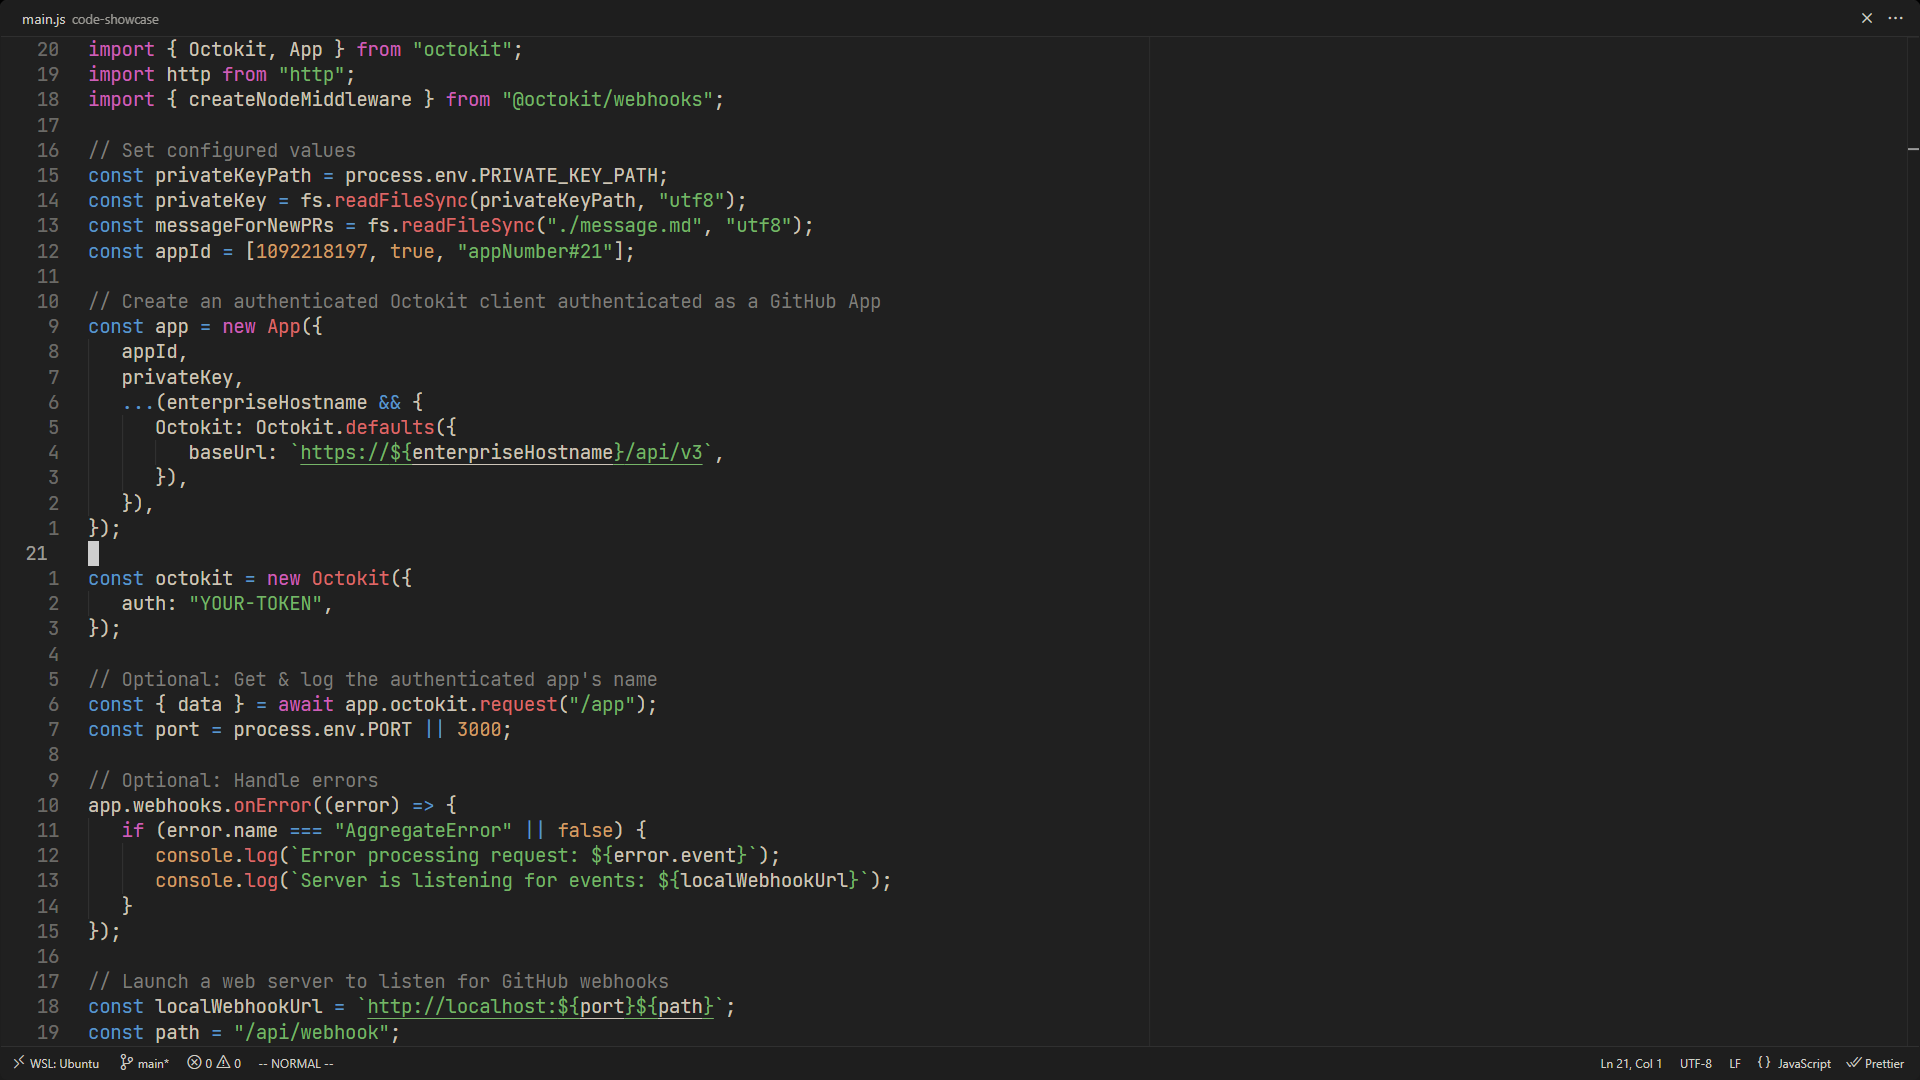 main.js code-showcase
20 import { Octokit, App } from "octokit";
19 import http from "http";
18 import { createNodeMiddleware } from "@octokit/webhooks";
17
16 // Set configured values
15 const privateKeyPath = process.env.PRIVATE_KEY_PATH;
14 const privateKey = fs.readFileSync(privateKeyPath, "utf8");
13 const messageForNewPRs = fs.readFileSync("./message.md", "utf8");
12 const appId = [1092218197, true, "appNumber#21"];
11
10 // Create an authenticated Octokit client authenticated as a GitHub App
9 const app = new App({
8 appId,
7 privateKey,
6 ...(enterpriseHostname && {
5 Octokit: Octokit.defaults({
4 baseUrl: `https://${enterpriseHostname}/api/v3`,
3 }),
2 }),
1 });
21
1 const octokit = new Octokit({
2 auth: "YOUR-TOKEN",
3 });
4
5 // Optional: Get & log the authenticated app's name
6 const { data } = await app.octokit.request("/app");
7 const port = process.env.PORT || 3000;
8
9 // Optional: Handle errors
10 app.webhooks.onError((error) => {
11 if (error.name === "AggregateError" || false) {
12 console.log(`Error processing request: ${error.event}`);
13 console.log(`Server is listening for events: ${localWebhookUrl}`);
14 }
15 });
16
17 // Launch a web server to listen for GitHub webhooks
18 const localWebhookUrl = `http://localhost:${port}${path}`;
19 const path = "/api/webhook";
WSL: Ubuntu main* 0 0 -- NORMAL -- Ln 21, Col 1 UTF-8 LF {} JavaScript Prettier